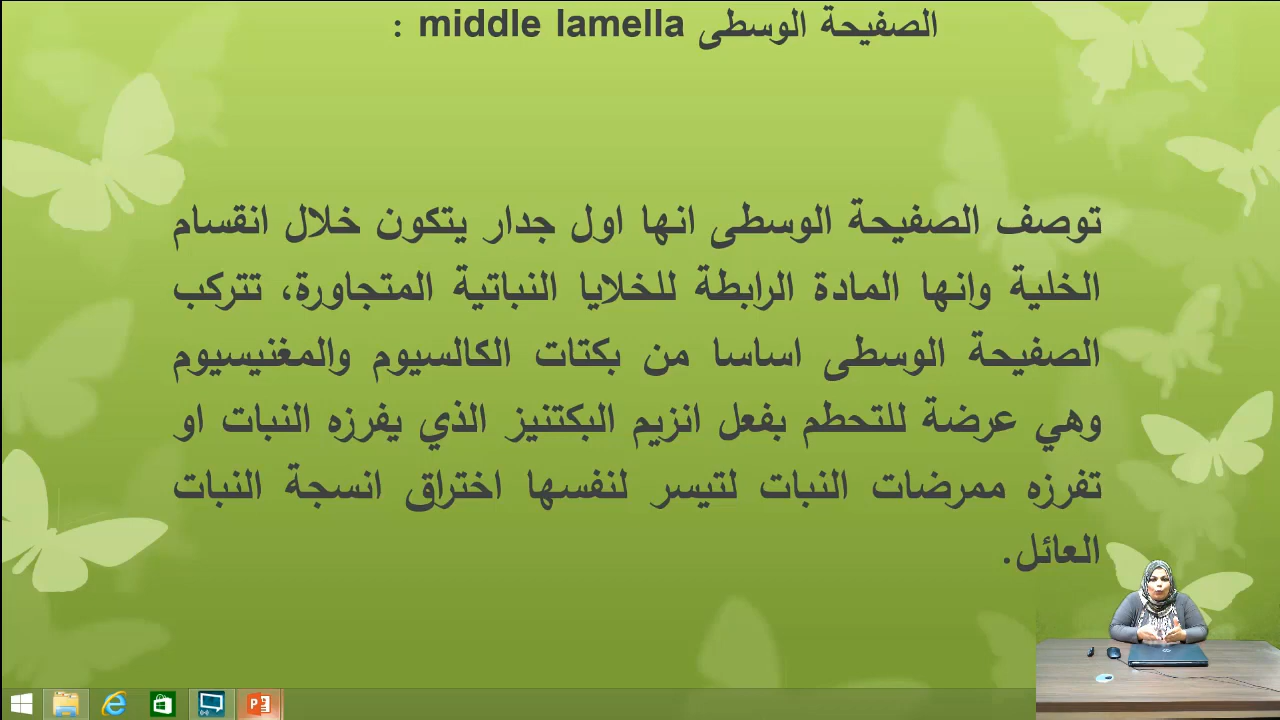 الصفيحة الوسطى middle lamella :
توصف الصفيحة الوسطى انها اول جدار يتكون خلال انقسام
الخلية وانها المادة الرابطة للخلايا النباتية المتجاورة، تتركب
الصفيحة الوسطى اساسا من بكتات الكالسيوم والمغنيسيوم
وهي عرضة للتحطم بفعل انزيم البكتنيز الذي يفرزه النبات او
تفرزه ممرضات النبات لتيسر لنفسها اختراق انسجة النبات
العائل.